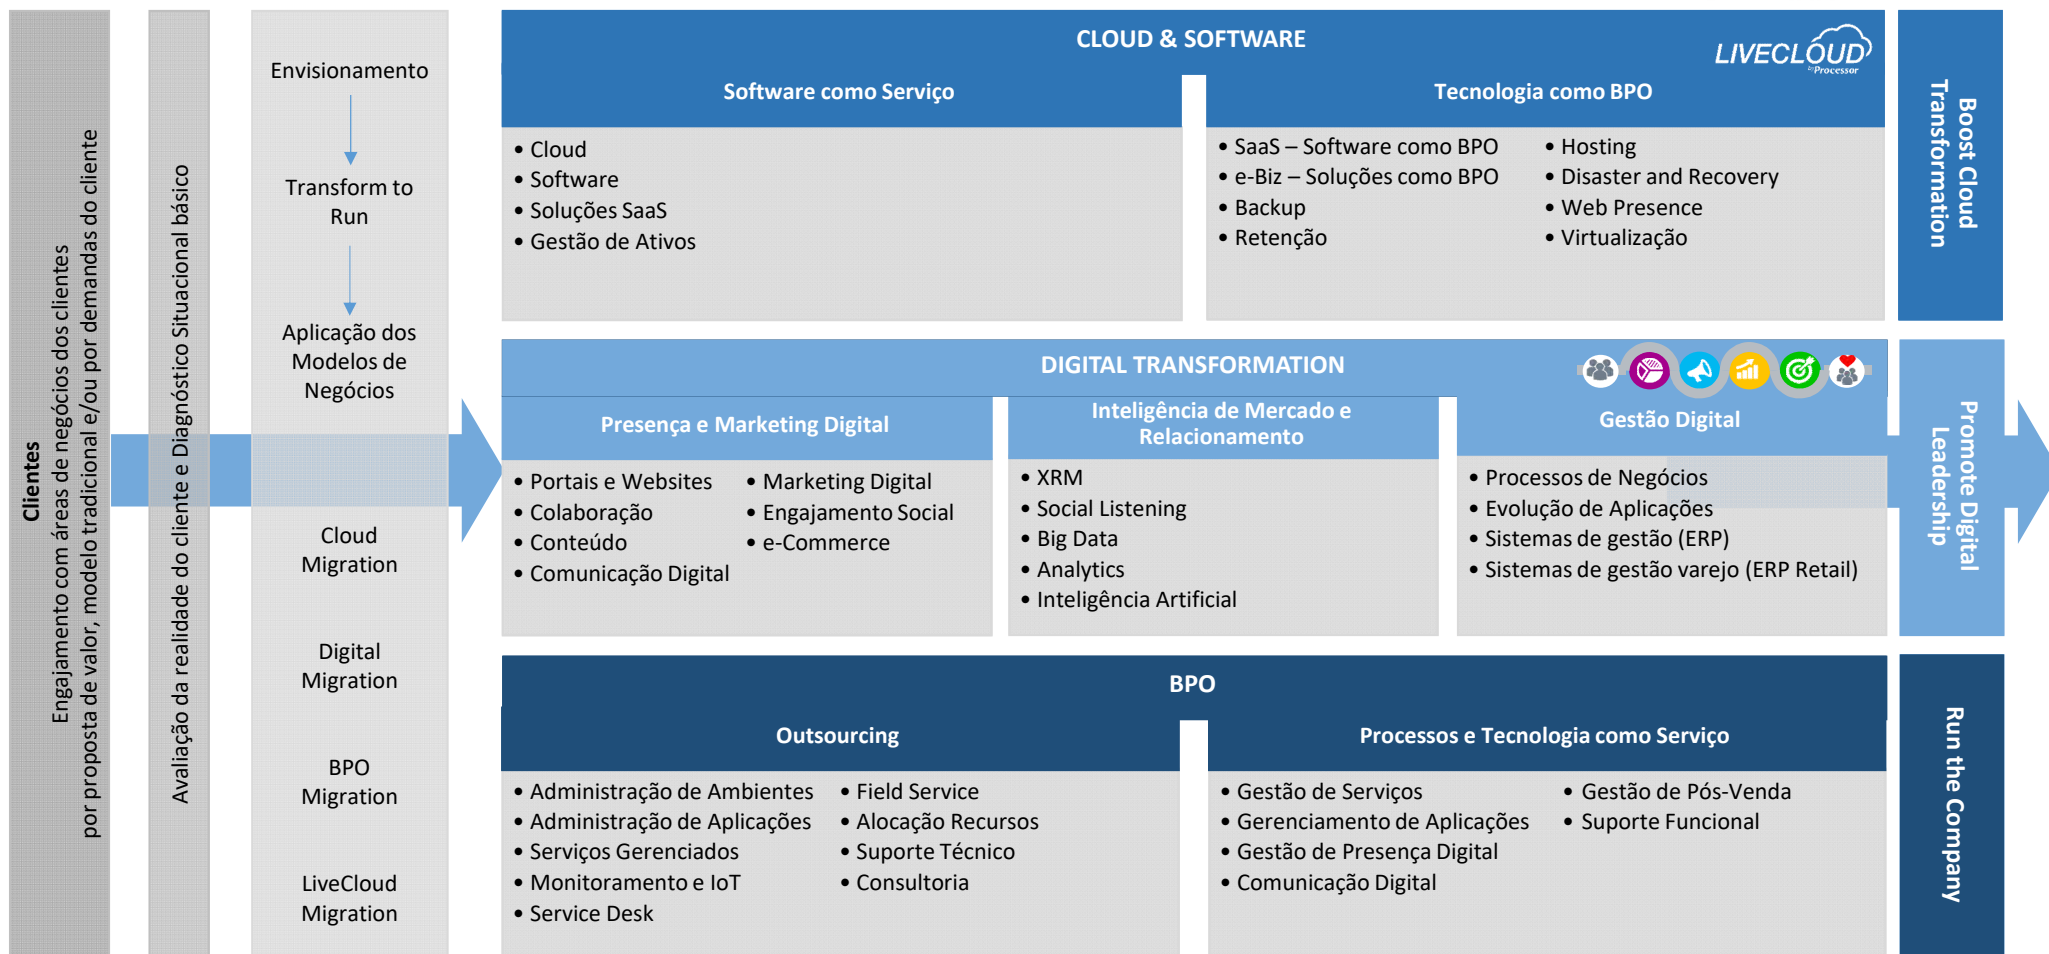 Clientes
Engajamento com áreas de negócios dos clientes
por proposta de valor, modelo tradicional e/ou por demandas do cliente
Avaliação da realidade do cliente e Diagnóstico Situacional básico
Envisionamento
Transform to
Run
Aplicação dos
Modelos de
Negócios
Cloud
Migration
Digital
Migration
BPO
Migration
LiveCloud
Migration
CLOUD & SOFTWARE
LIVECLOUD
by Processor
Software como Serviço
• Cloud
• Software
• Soluções SaaS
• Gestão de Ativos
Tecnologia como BPO
• SaaS – Software como BPO
• e-Biz – Soluções como BPO
• Backup
• Retenção
• Hosting
• Disaster and Recovery
• Web Presence
• Virtualização
Boost Cloud
Transformation
DIGITAL TRANSFORMATION
Presença e Marketing Digital
• Portais e Websites
• Colaboração
• Conteúdo
• Comunicação Digital
• Marketing Digital
• Engajamento Social
• e-Commerce
Inteligência de Mercado e
Relacionamento
• XRM
• Social Listening
• Big Data
• Analytics
• Inteligência Artificial
Gestão Digital
• Processos de Negócios
• Evolução de Aplicações
• Sistemas de gestão (ERP)
• Sistemas de gestão varejo (ERP Retail)
Promote Digital
Leadership
BPO
Outsourcing
• Administração de Ambientes
• Administração de Aplicações
• Serviços Gerenciados
• Monitoramento e IoT
• Service Desk
• Field Service
• Alocação Recursos
• Suporte Técnico
• Consultoria
Processos e Tecnologia como Serviço
• Gestão de Serviços
• Gerenciamento de Aplicações
• Gestão de Presença Digital
• Comunicação Digital
• Gestão de Pós-Venda
• Suporte Funcional
Run the Company